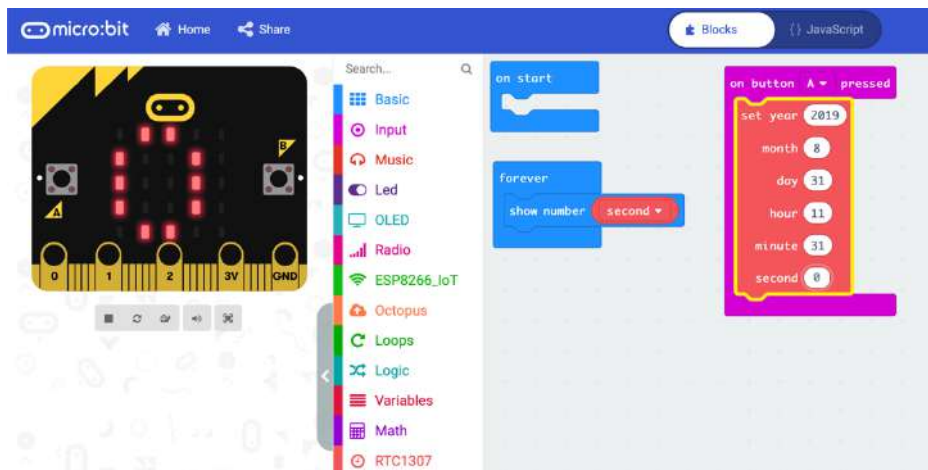 micro:bit Home Share Blocks {} JavaScript
Search...
Basic
Input
Music
Led
OLED
Radio
ESP8266_IoT
Octopus
Loops
Logic
Variables
Math
RTC1307
B
A
0 1 2 3V GND
on start
forever
show number second
on button A pressed
set year 2019
month 8
day 31
hour 11
minute 31
second 0